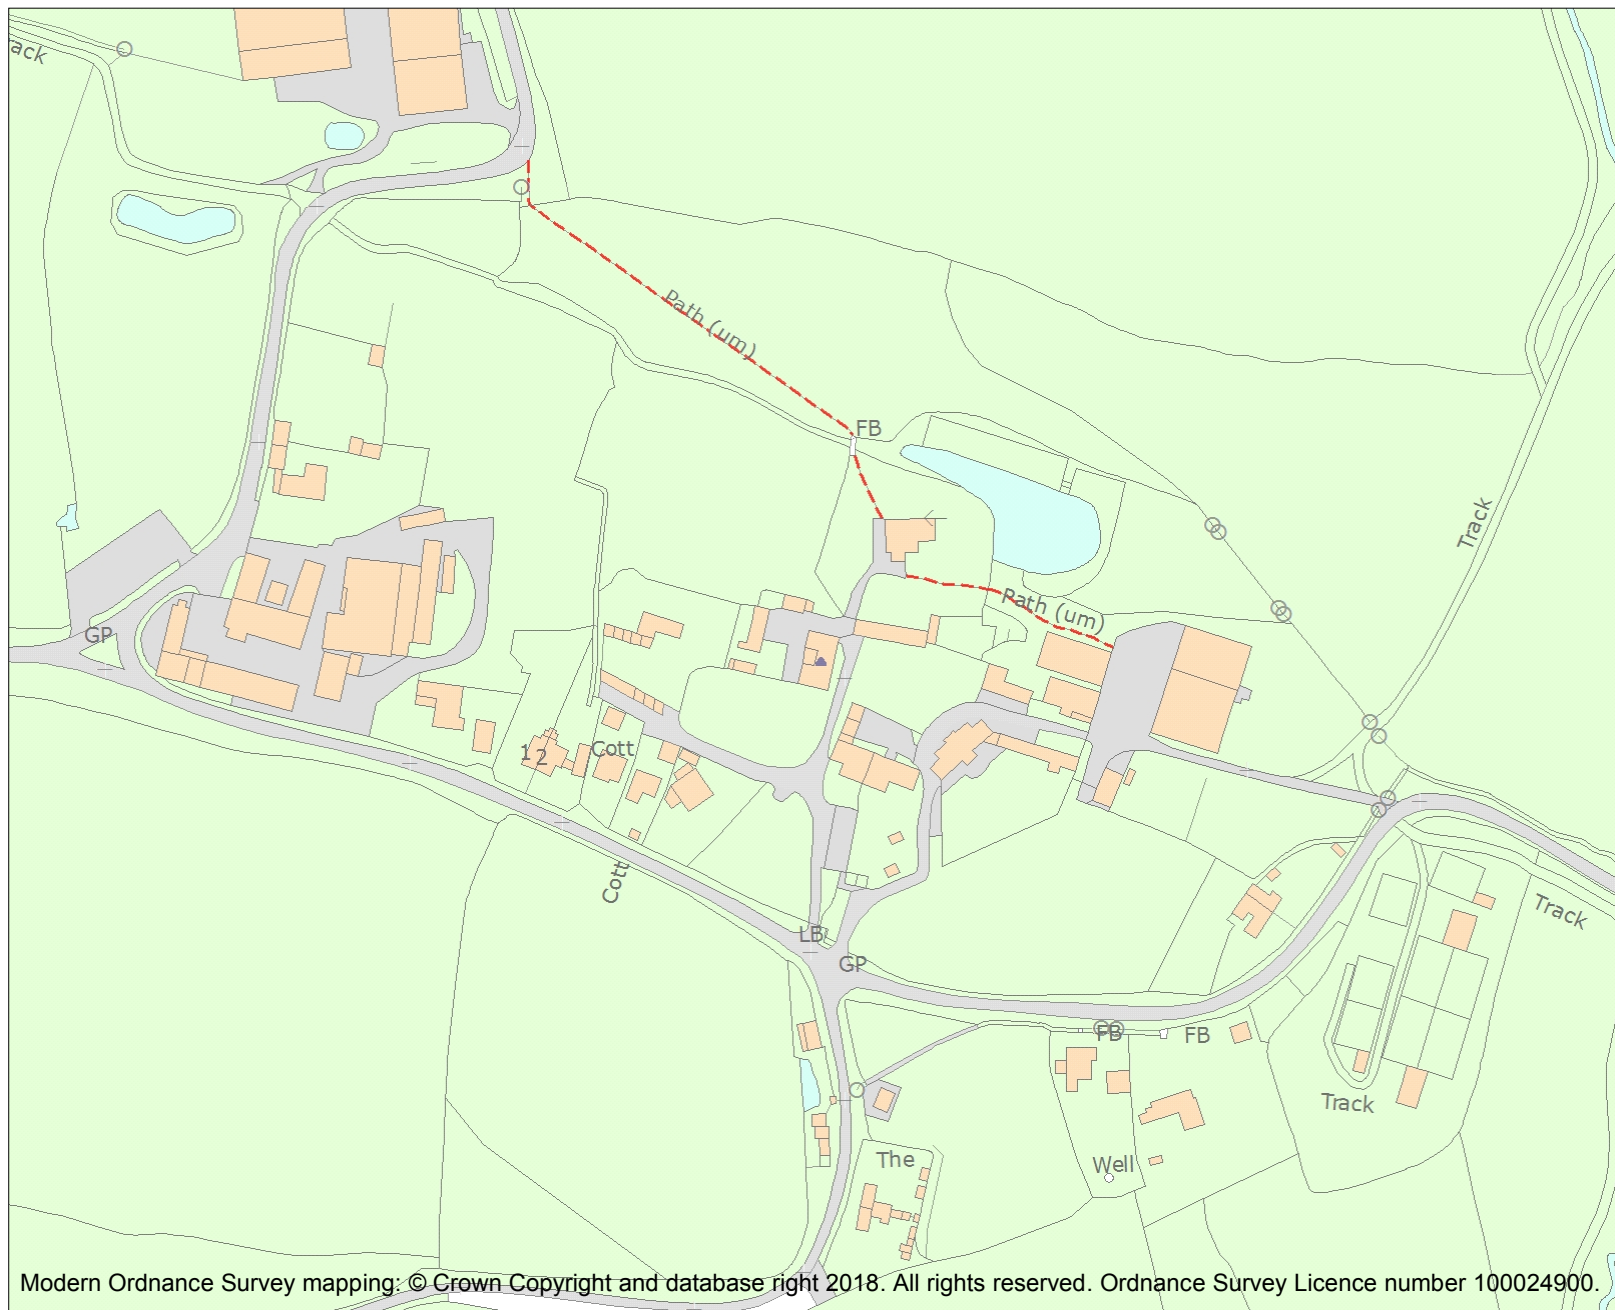 ack
Path (um)
FB
Track
Path (um)
GP
1
2
Cott
Cott
Track
LB
GP
FB
FB
Track
The
Well
Modern Ordnance Survey mapping: © Crown Copyright and database right 2018. All rights reserved. Ordnance Survey Licence number 100024900.